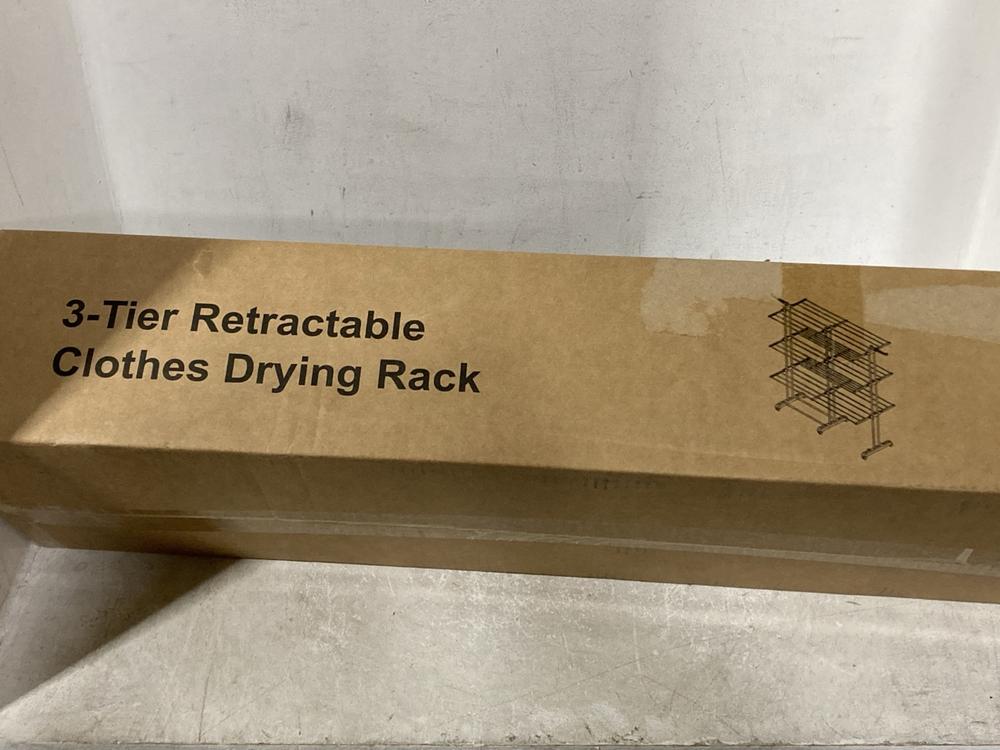 3-Tier Retractable
Clothes Drying Rack